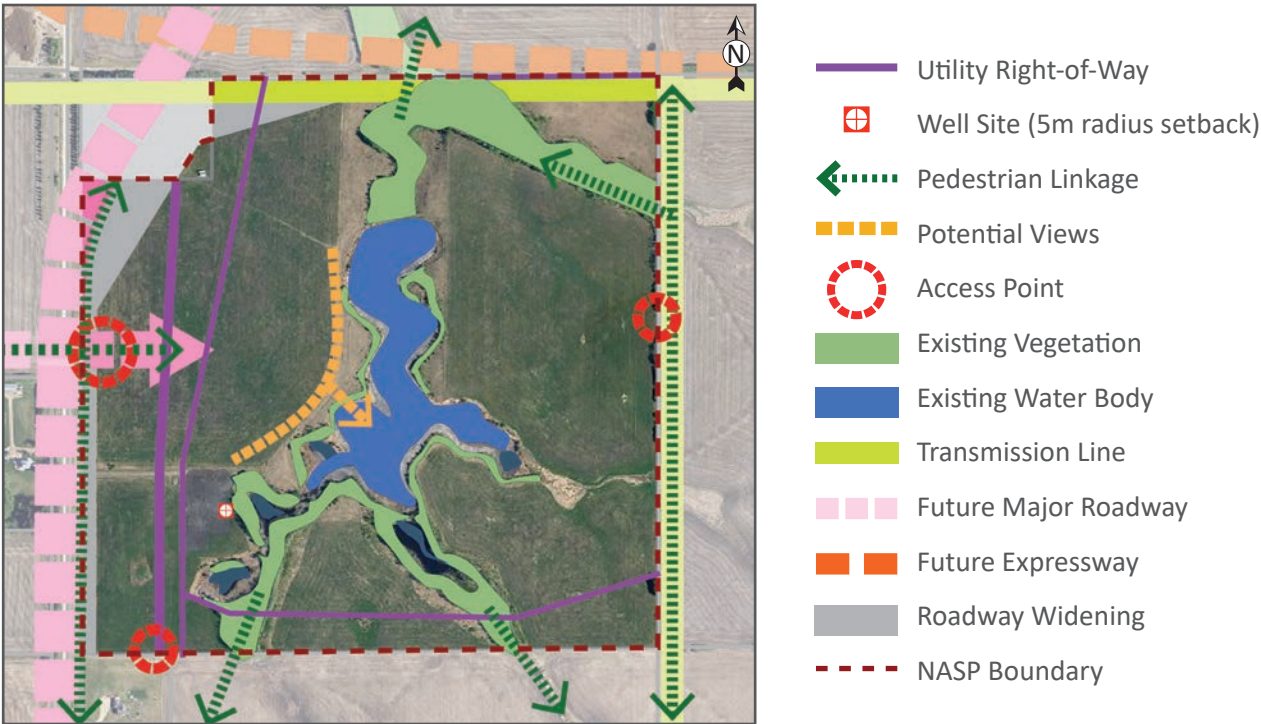 N
Utility Right-of-Way
Well Site (5m radius setback)
Pedestrian Linkage
Potential Views
Access Point
Existing Vegetation
Existing Water Body
Transmission Line
Future Major Roadway
Future Expressway
Roadway Widening
NASP Boundary